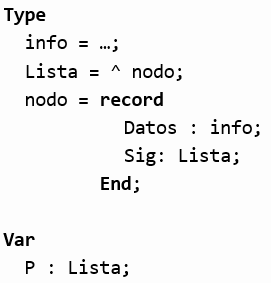 Type
info = …;
Lista = ^ nodo;
nodo = record
Datos : info;
Sig: Lista;
End;
Var
P : Lista;